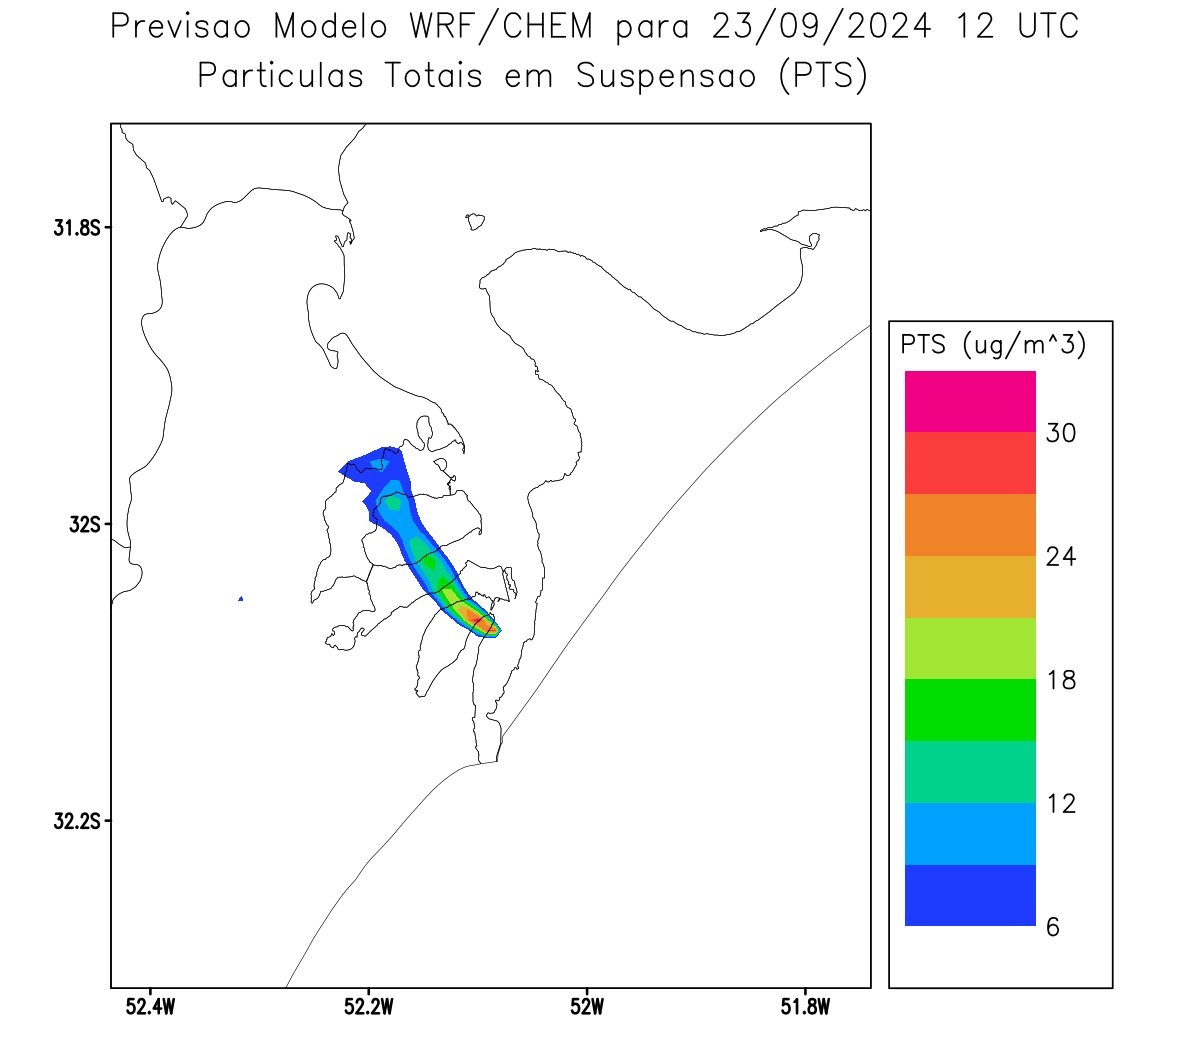 Previsao Modelo WRF/CHEM para 23/09/2024 12 UTC
Particulas Totais em Suspensao (PTS)
31.8S
32S
32.2S
52.4W
52.2W
52W
51.8W
PTS (ug/m^3)
30
24
18
12
6